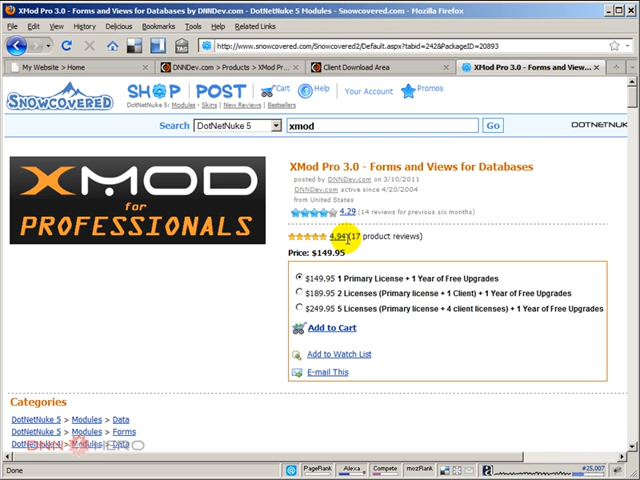 XMod Pro 3.0 - Forms and Views for Databases by DNNDev.com - DotNetNuke 5 Modules - Snowcovered.com - Mozilla Firefox
File Edit View History Delicious Bookmarks Tools Help Related Links
http://www.snowcovered.com/Snowcovered2/Default.aspx?tabid=242&PackageID=20893
My Website > Home
DNNDev.com > Products > XMod Pr...
Client Download Area
XMod Pro 3.0 - Forms and View...
SNOWCOVERED
SHOP POST Cart Help Your Account Promos
DotNetNuke 5: Modules - Skins | New Reviews | Bestsellers
Search DotNetNuke 5 xmod Go DOTNETNUK
XMOD
for
PROFESSIONALS
XMod Pro 3.0 - Forms and Views for Databases
posted by DNNDev.com on 3/10/2011
DNNDev.com active since 4/20/2004
from United States
4.29 (14 reviews for previous six months)
4.94 (17 product reviews)
Price: $149.95
$149.95 1 Primary License + 1 Year of Free Upgrades
$189.95 2 Licenses (Primary license + 1 Client) + 1 Year of Free Upgrades
$249.95 5 Licenses (Primary license + 4 client licenses) + 1 Year of Free Upgrades
Add to Cart
Add to Watch List
E-mail This
Categories
DotNetNuke 5 > Modules > Data
DotNetNuke 5 > Modules > Forms
DotNetNuke 4 > Modules > Data
DNN HERO
Done
PageRank Alexa Compete mozRank #25,007